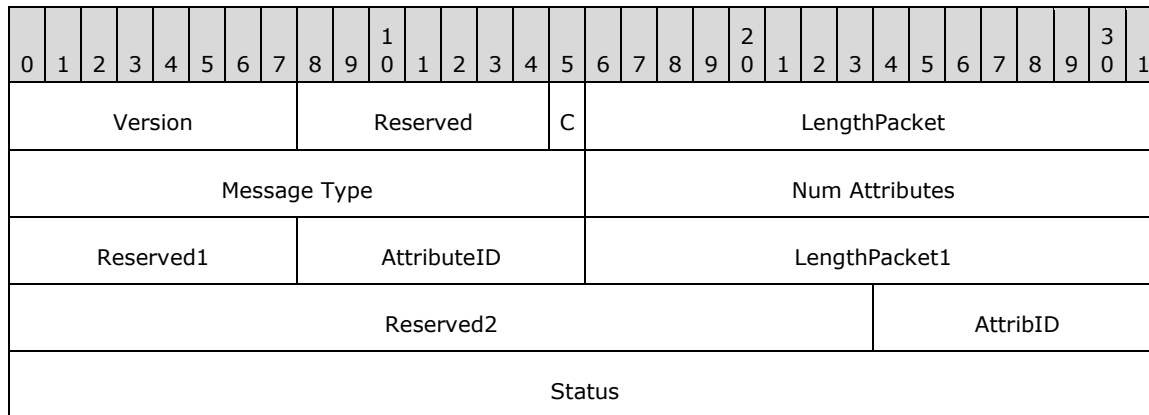 0 1 2 3 4 5 6 7 8 9 1 0 1 2 3 4 5 6 7 8 9 2 0 1 2 3 4 5 6 7 8 9 3 0 1
Version Reserved C LengthPacket
Message Type Num Attributes
Reserved1 AttributeID LengthPacket1
Reserved2 AttribID
Status